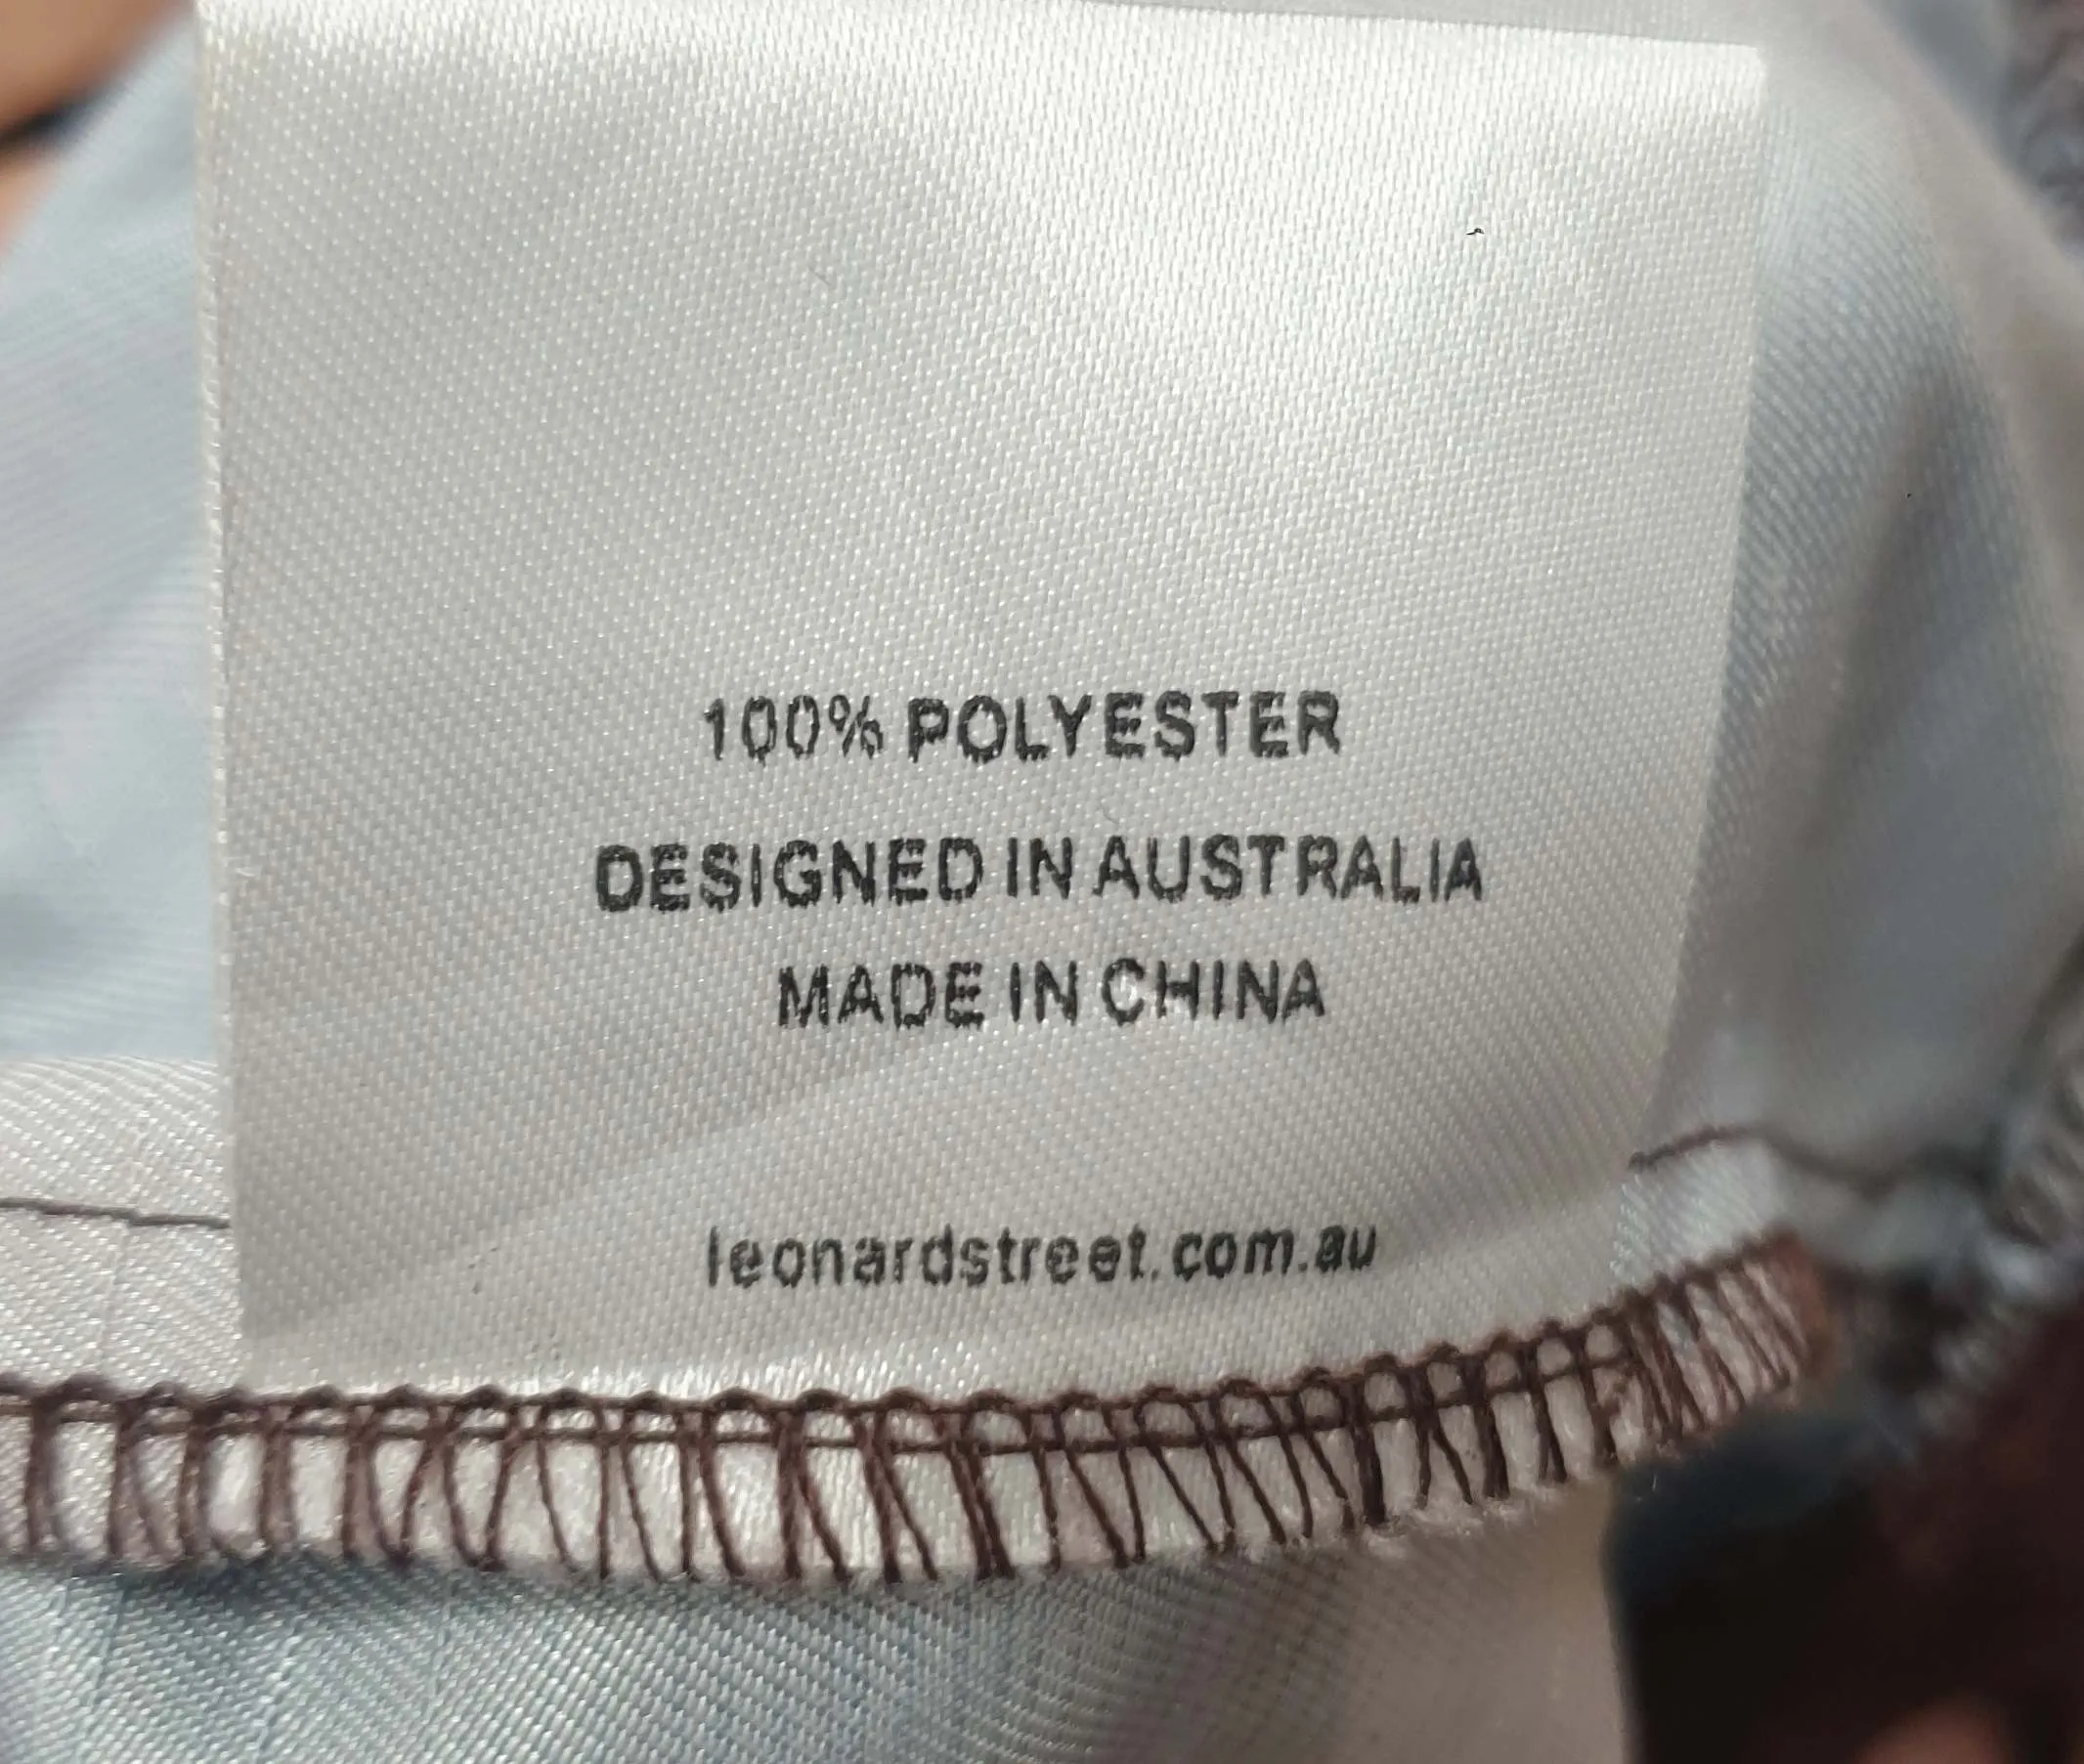 100% POLYESTER
DESIGNED IN AUSTRALIA
MADE IN CHINA
leonardstreet.com.au